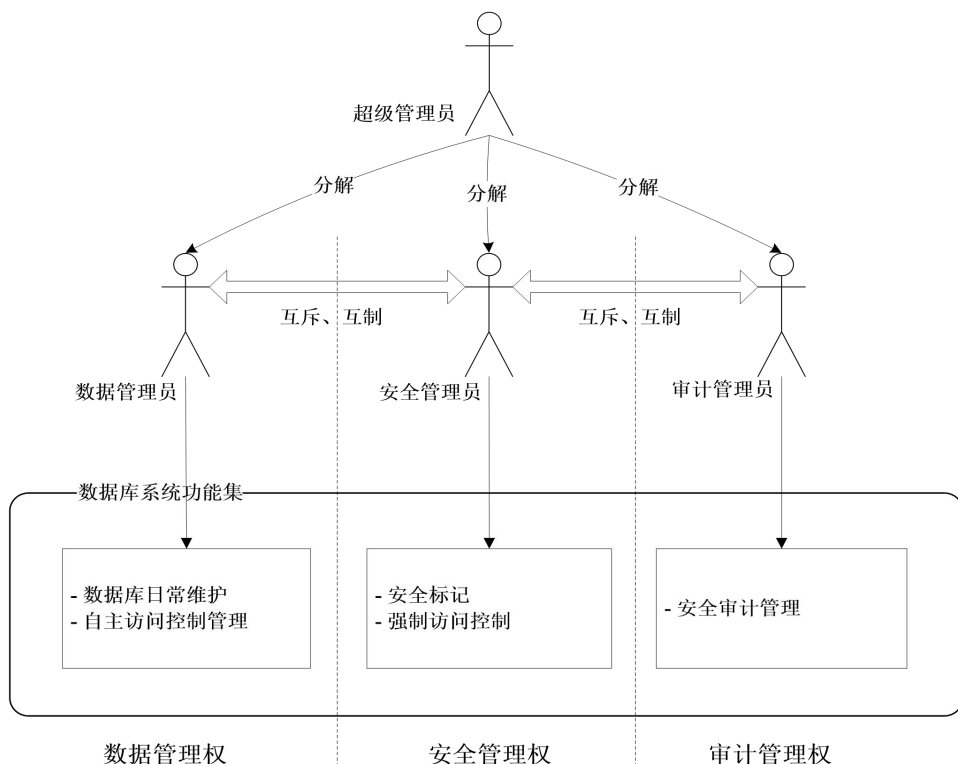 超级管理员
分解
分解
分解
互斥、互制
互斥、互制
数据管理员
安全管理员
审计管理员
数据库系统功能集
- 数据库日常维护
- 自主访问控制管理
- 安全标记
- 强制访问控制
- 安全审计管理
数据管理权
安全管理权
审计管理权